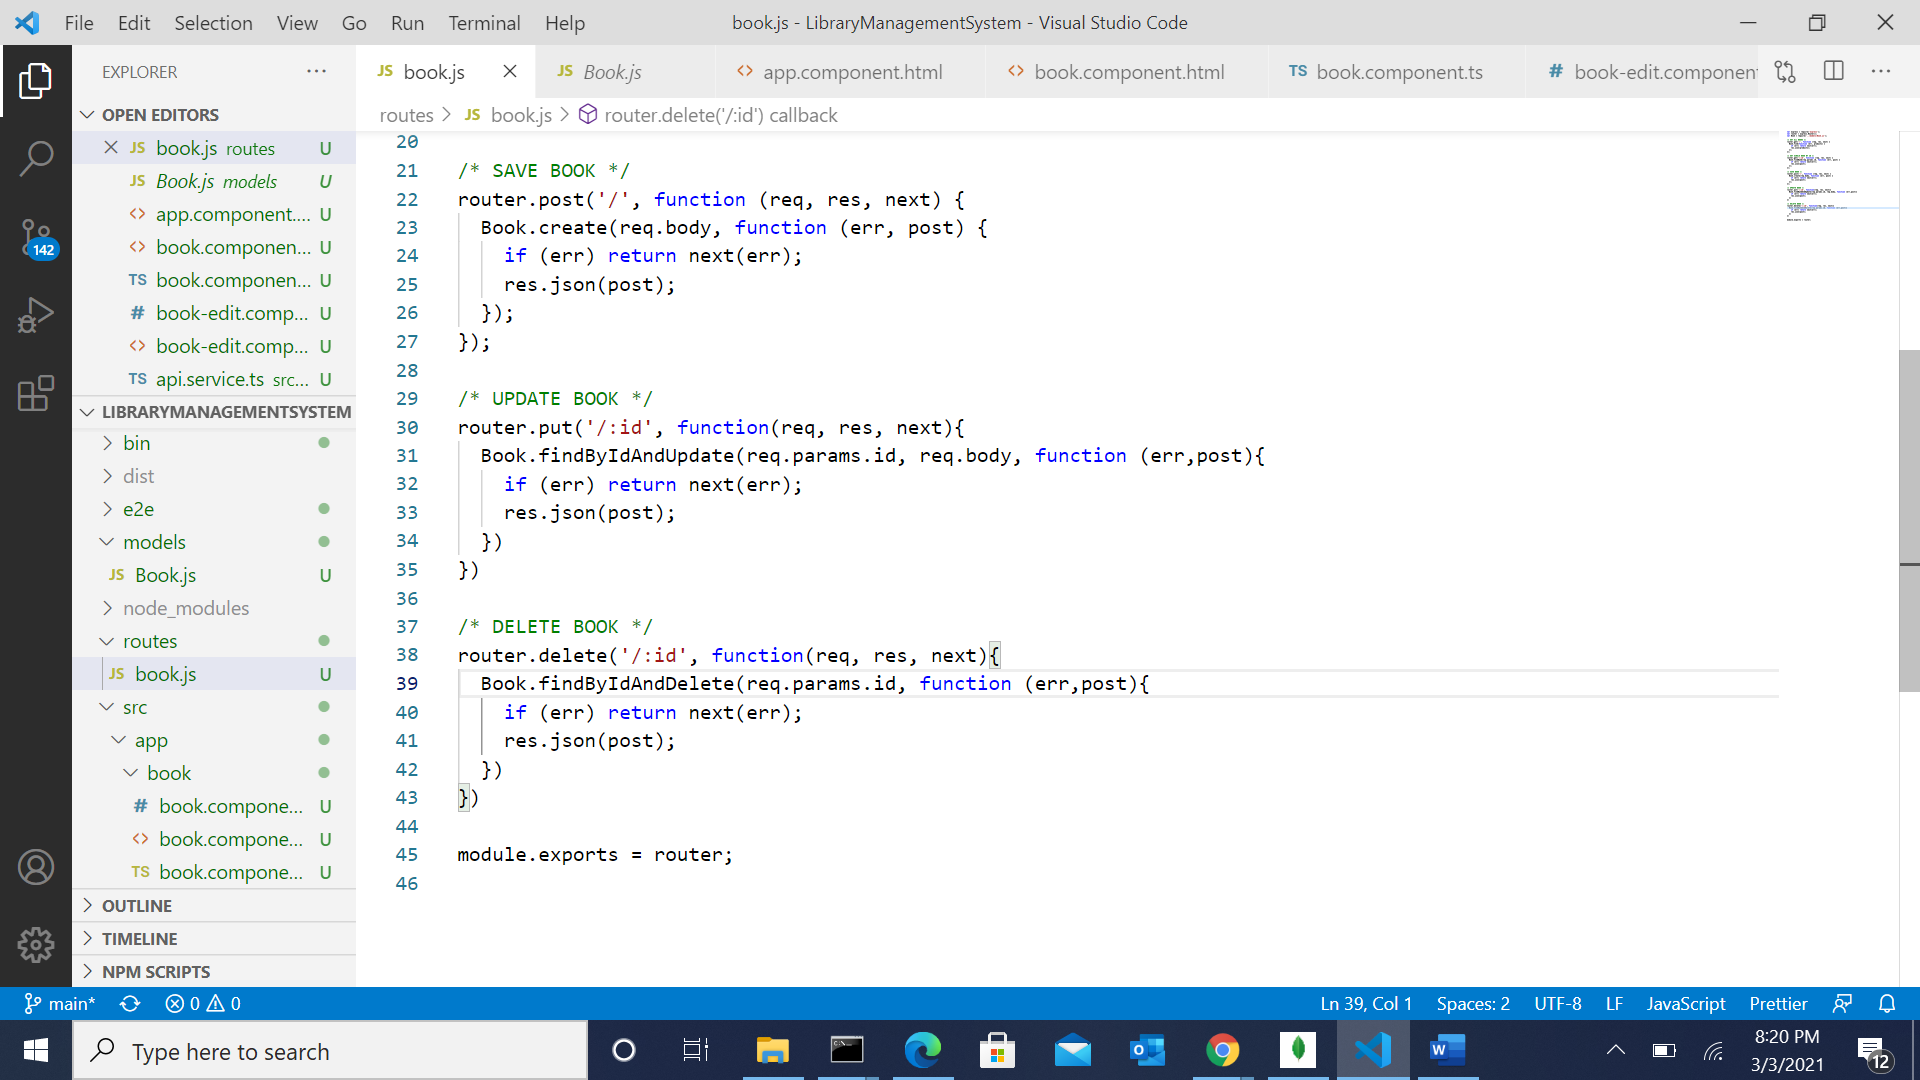 File Edit Selection View Go Run Terminal Help
book.js - LibraryManagementSystem - Visual Studio Code
EXPLORER
OPEN EDITORS
book.js routes U
Book.js models U
app.component.... U
book.componen... U
book.componen... U
book-edit.comp... U
book-edit.comp... U
TS api.service.ts src... U
LIBRARYMANAGEMENTSYSTEM
bin
dist
e2e
models
JS Book.js U
node_modules
routes
JS book.js U
src
app
book
# book.compone... U
<> book.compone... U
TS book.compone... U
OUTLINE
TIMELINE
NPM SCRIPTS
142
JS book.js
JS Book.js
<> app.component.html
<> book.component.html
TS book.component.ts
# book-edit.componen
routes > JS book.js > router.delete('/:id') callback
20
21 /* SAVE BOOK */
22 router.post('/', function (req, res, next) {
23 Book.create(req.body, function (err, post) {
24 if (err) return next(err);
25 res.json(post);
26 });
27 });
28
29 /* UPDATE BOOK */
30 router.put('/:id', function(req, res, next){
31 Book.findByIdAndUpdate(req.params.id, req.body, function (err,post){
32 if (err) return next(err);
33 res.json(post);
34 })
35 })
36
37 /* DELETE BOOK */
38 router.delete('/:id', function(req, res, next){
39 Book.findByIdAndDelete(req.params.id, function (err,post){
40 if (err) return next(err);
41 res.json(post);
42 })
43 })
44
45 module.exports = router;
46
main* 0 0 Ln 39, Col 1 Spaces: 2 UTF-8 LF JavaScript Prettier
Type here to search
8:20 PM
3/3/2021
12